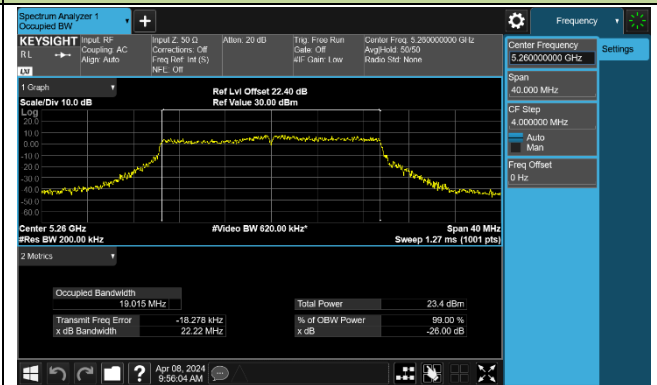 Spectrum Analyzer 1
Occupied BW
Frequency
KEYSIGHT
RL
LXI
Input: RF
Coupling: AC
Align: Auto
Input Z: 50 Ω
Corrections: Off
Freq Ref: Int (S)
NFE: Off
Atten: 20 dB
Trig: Free Run
Gate: Off
#IF Gain: Low
Center Freq: 5.260000000 GHz
Avg|Hold: 50/50
Radio Std: None
Center Frequency
5.260000000 GHz
Settings
Span
40.000 MHz
CF Step
4.000000 MHz
Auto
Man
Freq Offset
0 Hz
1 Graph
Scale/Div 10.0 dB
Ref Lvl Offset 22.40 dB
Ref Value 30.00 dBm
Log
20.0
10.0
0.00
-10.0
-20.0
-30.0
-40.0
-50.0
-60.0
Center 5.26 GHz
#Res BW 200.00 kHz
#Video BW 620.00 kHz*
Span 40 MHz
Sweep 1.27 ms (1001 pts)
2 Metrics
Occupied Bandwidth
19.015 MHz
Total Power
23.4 dBm
Transmit Freq Error
-18.278 kHz
% of OBW Power
99.00 %
x dB Bandwidth
22.22 MHz
x dB
-26.00 dB
?
Apr 08, 2024
9:56:04 AM